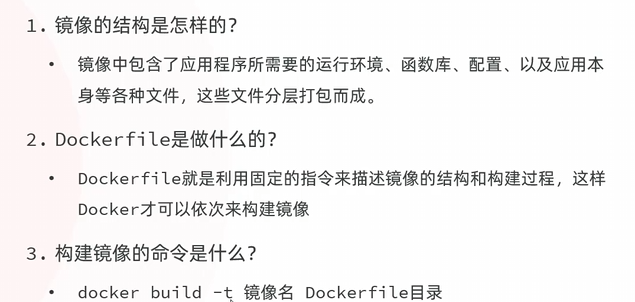 1. 镜像的结构是怎样的？
• 镜像中包含了应用程序所需要的运行环境、函数库、配置、以及应用本
身等各种文件，这些文件分层打包而成。
2. Dockerfile是做什么的？
• Dockerfile就是利用固定的指令来描述镜像的结构和构建过程，这样
Docker才可以依次来构建镜像
3. 构建镜像的命令是什么？
• docker build -t 镜像名 Dockerfile目录